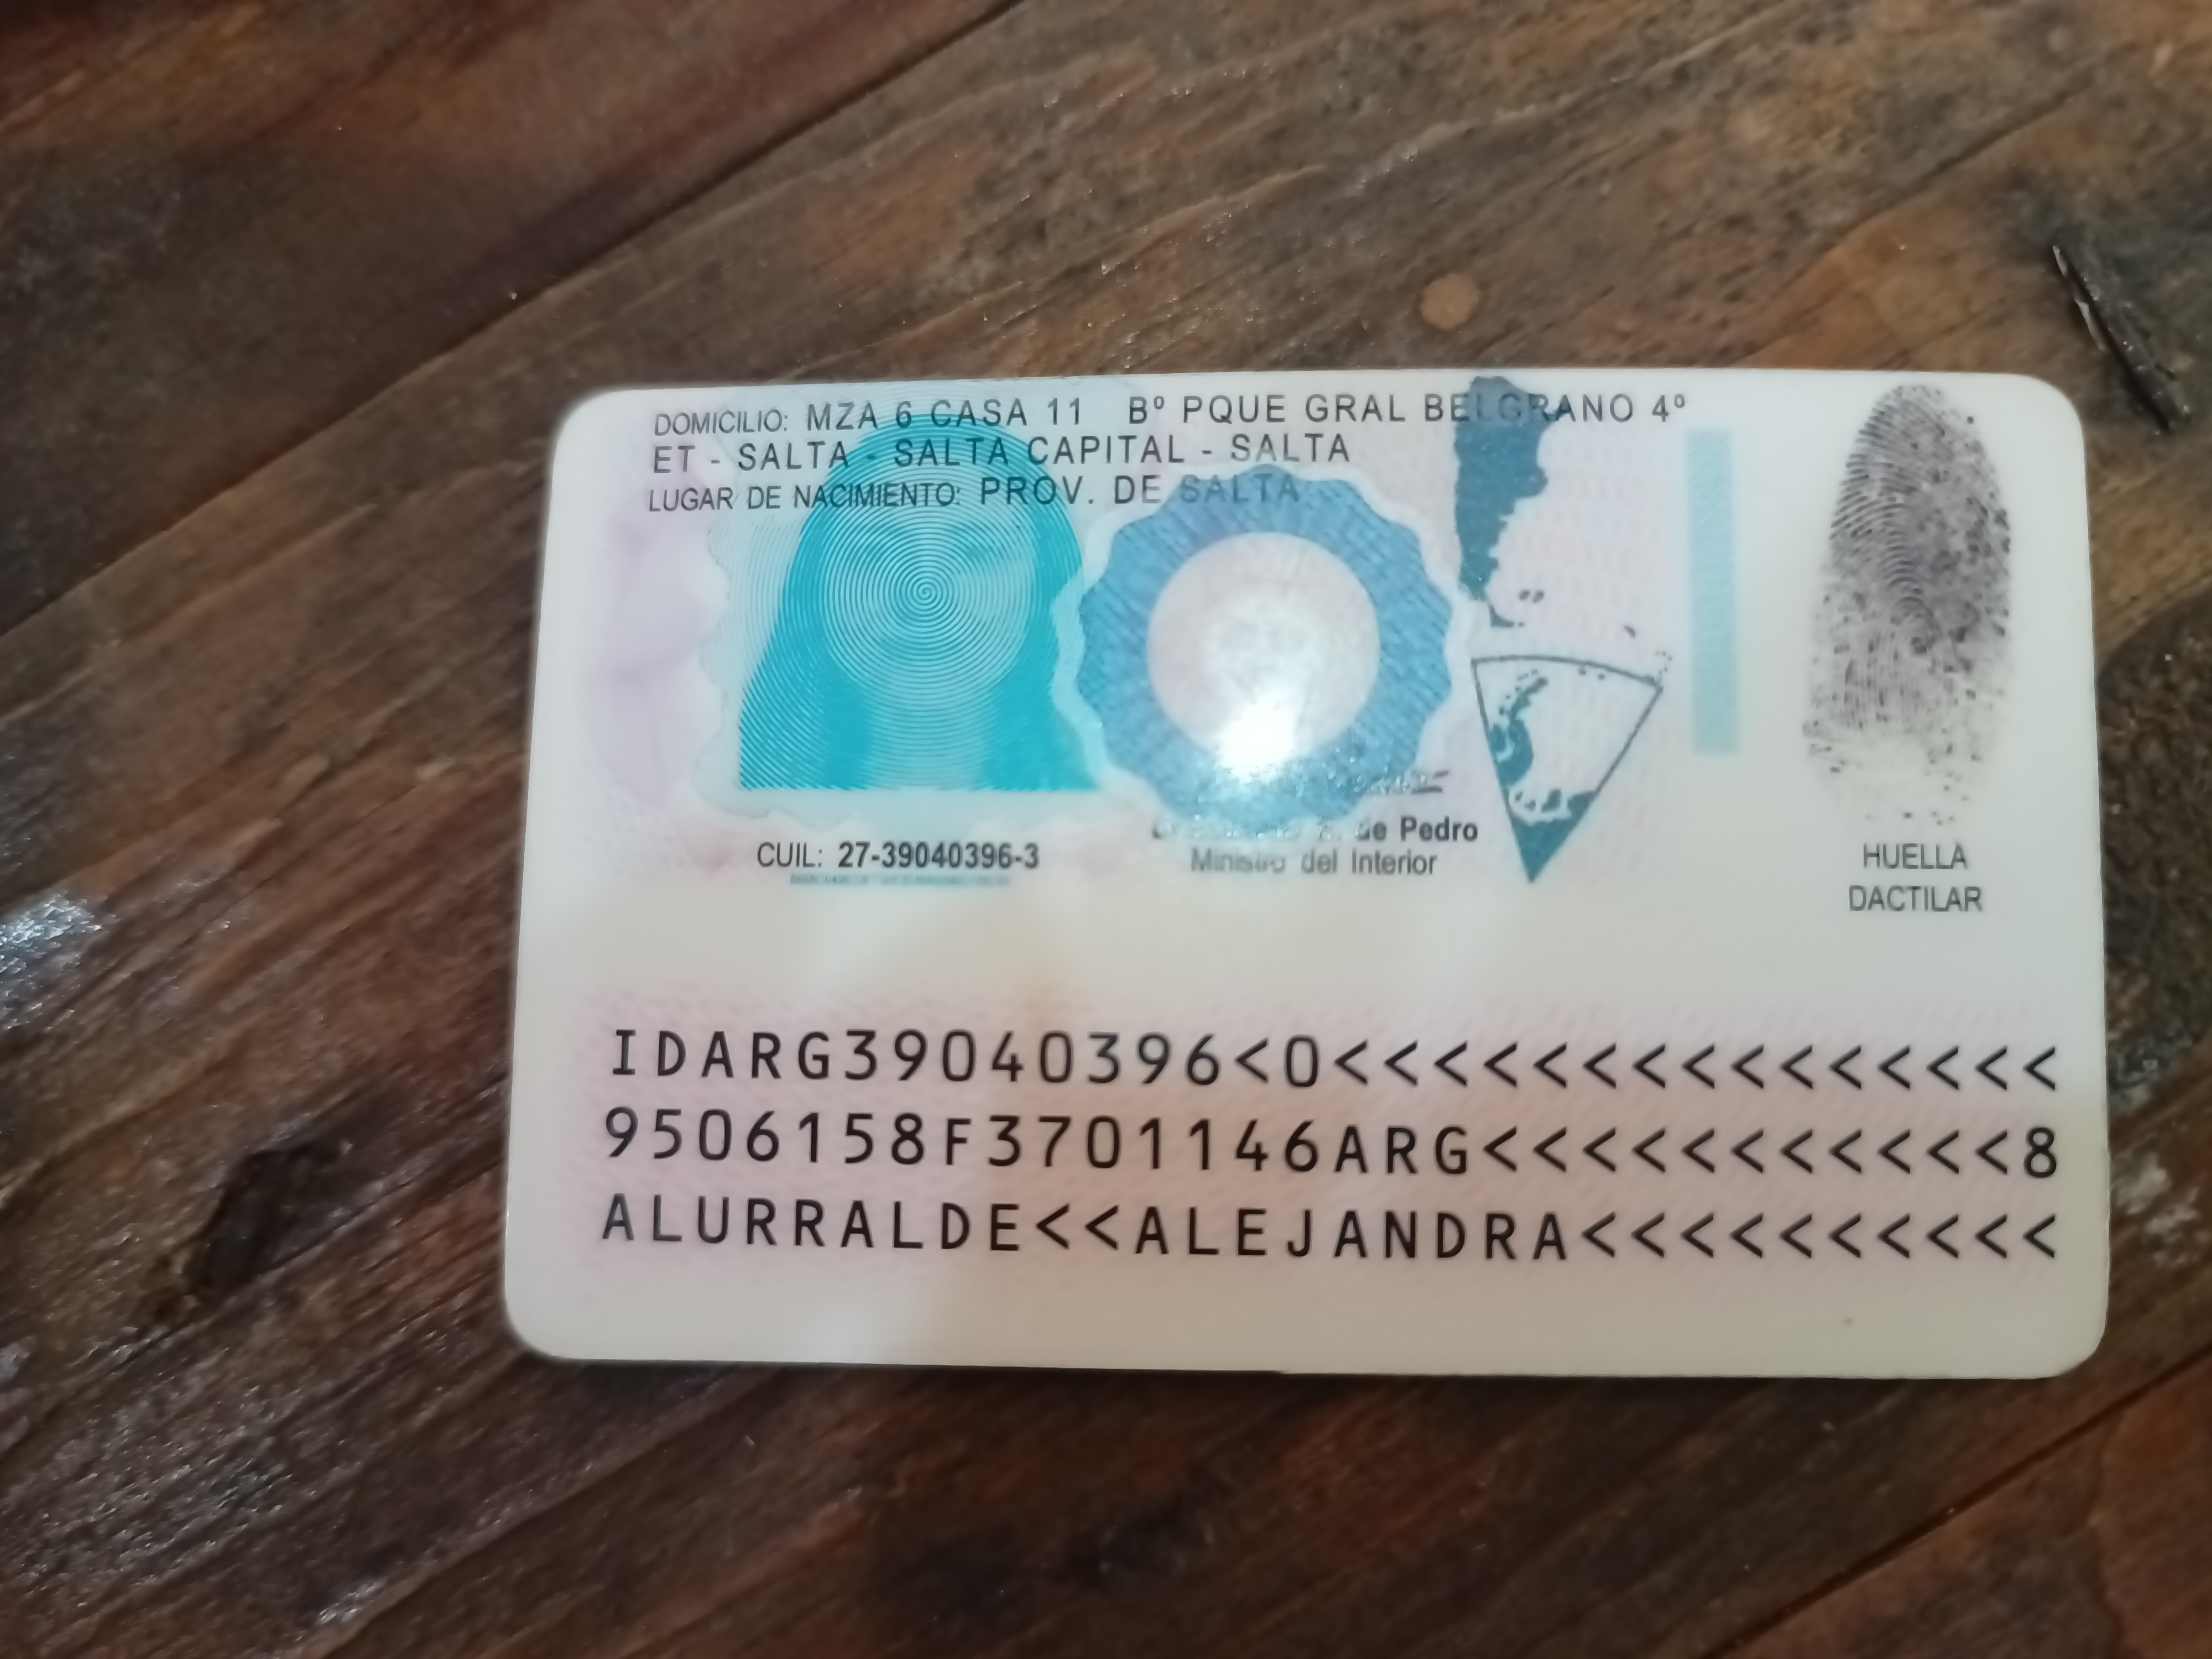 DOMICILIO: MZA 6 CASA 11 Bº PQUE GRAL BELGRANO 4º
ET - SALTA - SALTA CAPITAL - SALTA
LUGAR DE NACIMIENTO: PROV. DE SALTA
CUIL: 27-39040396-3
de Pedro
Ministro del Interior
HUELLA
DACTILAR
IDARG39040396<0<<<<<<<<<<<<<<<
9506158F3701146ARG<<<<<<<<<<<8
ALURRALDE<<ALEJANDRA<<<<<<<<<<